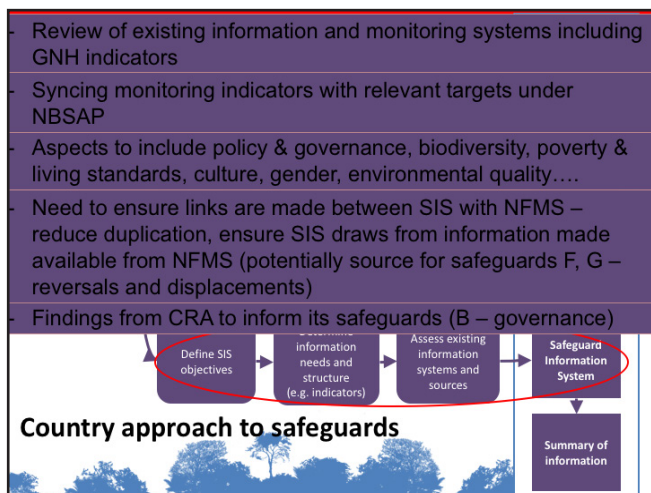 - Review of existing information and monitoring systems including
GNH indicators
- Syncing monitoring indicators with relevant targets under
NBSAP
- Aspects to include policy & governance, biodiversity, poverty &
living standards, culture, gender, environmental quality….
- Need to ensure links are made between SIS with NFMS –
reduce duplication, ensure SIS draws from information made
available from NFMS (potentially source for safeguards F, G –
reversals and displacements)
- Findings from CRA to inform its safeguards (B – governance)
Define SIS
objectives
Determine
information
needs and
structure
(e.g. indicators)
Assess existing
information
systems and
sources
Safeguard
Information
System
Country approach to safeguards
Summary of
information